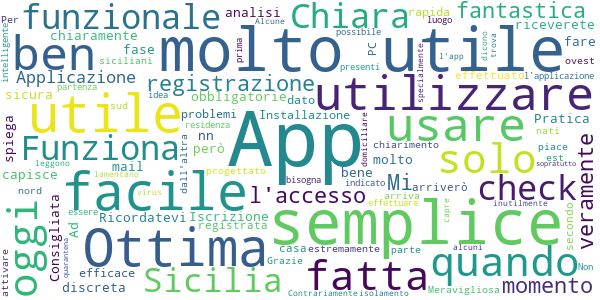 Per
funzionale
Chiara
Alcune
fantastica
analisi
rapida
riceverete
intelligente
ben
chiaramente
molto utile
luogo
fase
prima
PC
possibile
fare
siciliani
Applicazione
registrazione
l'app
dicono
trova
ovest
sicura
partenza
obbligatorie
presenti
specialmente
effettuato
l'applicazione
utile
utilizzare
idea
dato
sud
problemi
Installazione
App
usare
Pratica
spiega
Funziona
nn
però
residenza
domiciliare
chiarimento
nati
solo
piace
veramente
capisce
leggono
mail
dall'altra
progettato
bene
molto
est
nord
lamentano
bisogna
Mi
arriverò
indicato
sopratutto
facile
l'accesso
check
oggi
virus
arriva
effettuare
secondo
Consigliata
essere
Iscrizione
semplice
inutilmente
Ad
Ricordatevi
registrata
capre
Ottima
casa
estremamente
parte
alcuni
quando
attivare
quarantena
efficace
Grazie
Meravigliosa
Non
discreta
Sicilia
fatta
momento
Contrariamente
isolamento